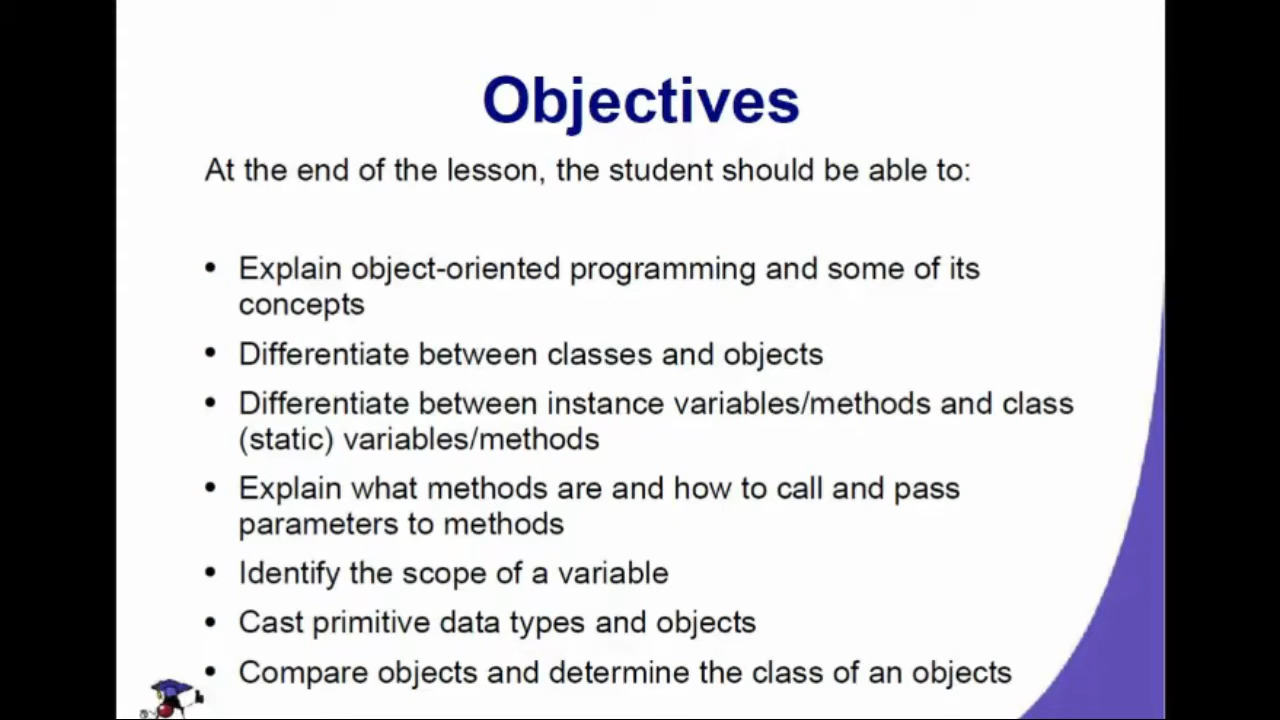 Objectives
At the end of the lesson, the student should be able to:
• Explain object-oriented programming and some of its
concepts
• Differentiate between classes and objects
• Differentiate between instance variables/methods and class
(static) variables/methods
• Explain what methods are and how to call and pass
parameters to methods
• Identify the scope of a variable
• Cast primitive data types and objects
• Compare objects and determine the class of an objects